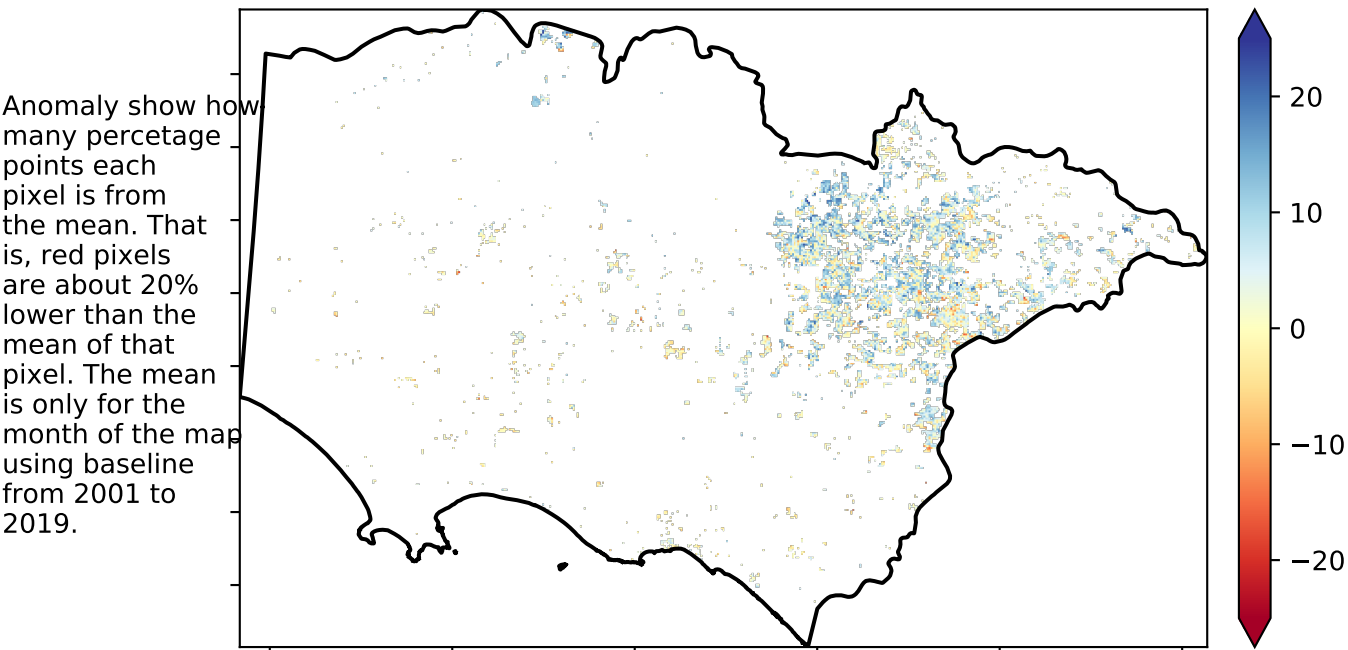 Anomaly show how
many percetage
points each
pixel is from
the mean. That
is, red pixels
are about 20%
lower than the
mean of that
pixel. The mean
is only for the
month of the map
using baseline
from 2001 to
2019.
20
10
0
−10
−20